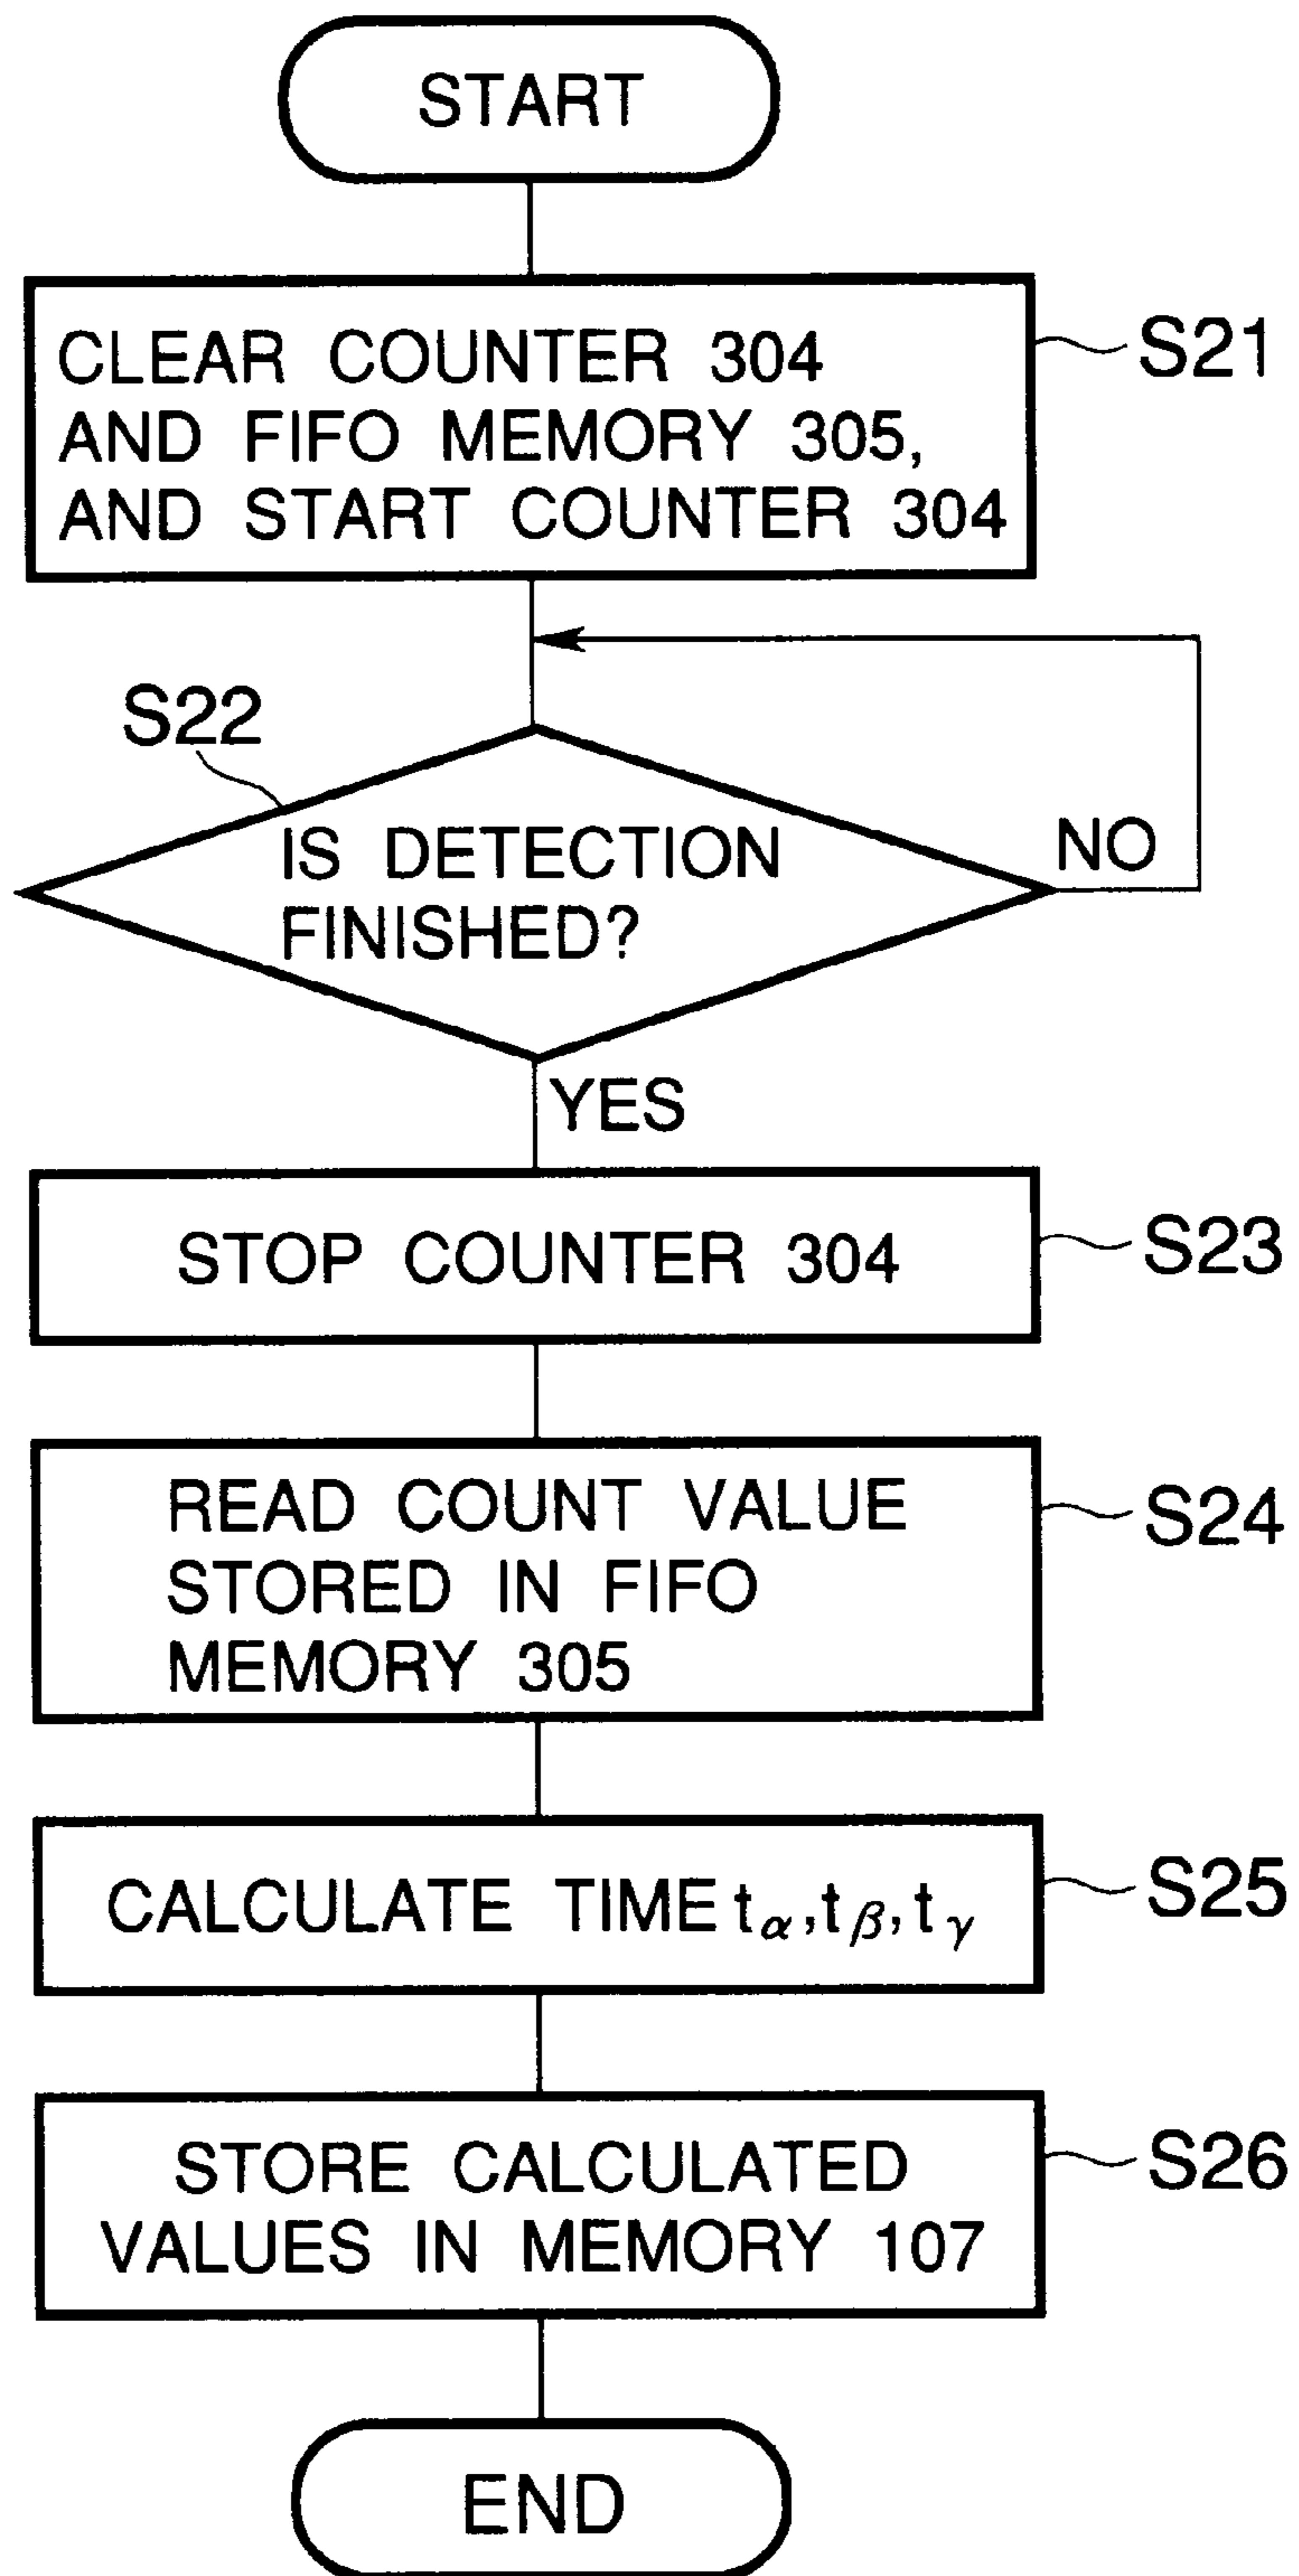 START
CLEAR COUNTER 304
AND FIFO MEMORY 305,
AND START COUNTER 304
S21
S22
IS DETECTION
FINISHED?
NO
YES
STOP COUNTER 304
S23
READ COUNT VALUE
STORED IN FIFO
MEMORY 305
S24
CALCULATE TIME tα,tβ,tγ
S25
STORE CALCULATED
VALUES IN MEMORY 107
S26
END